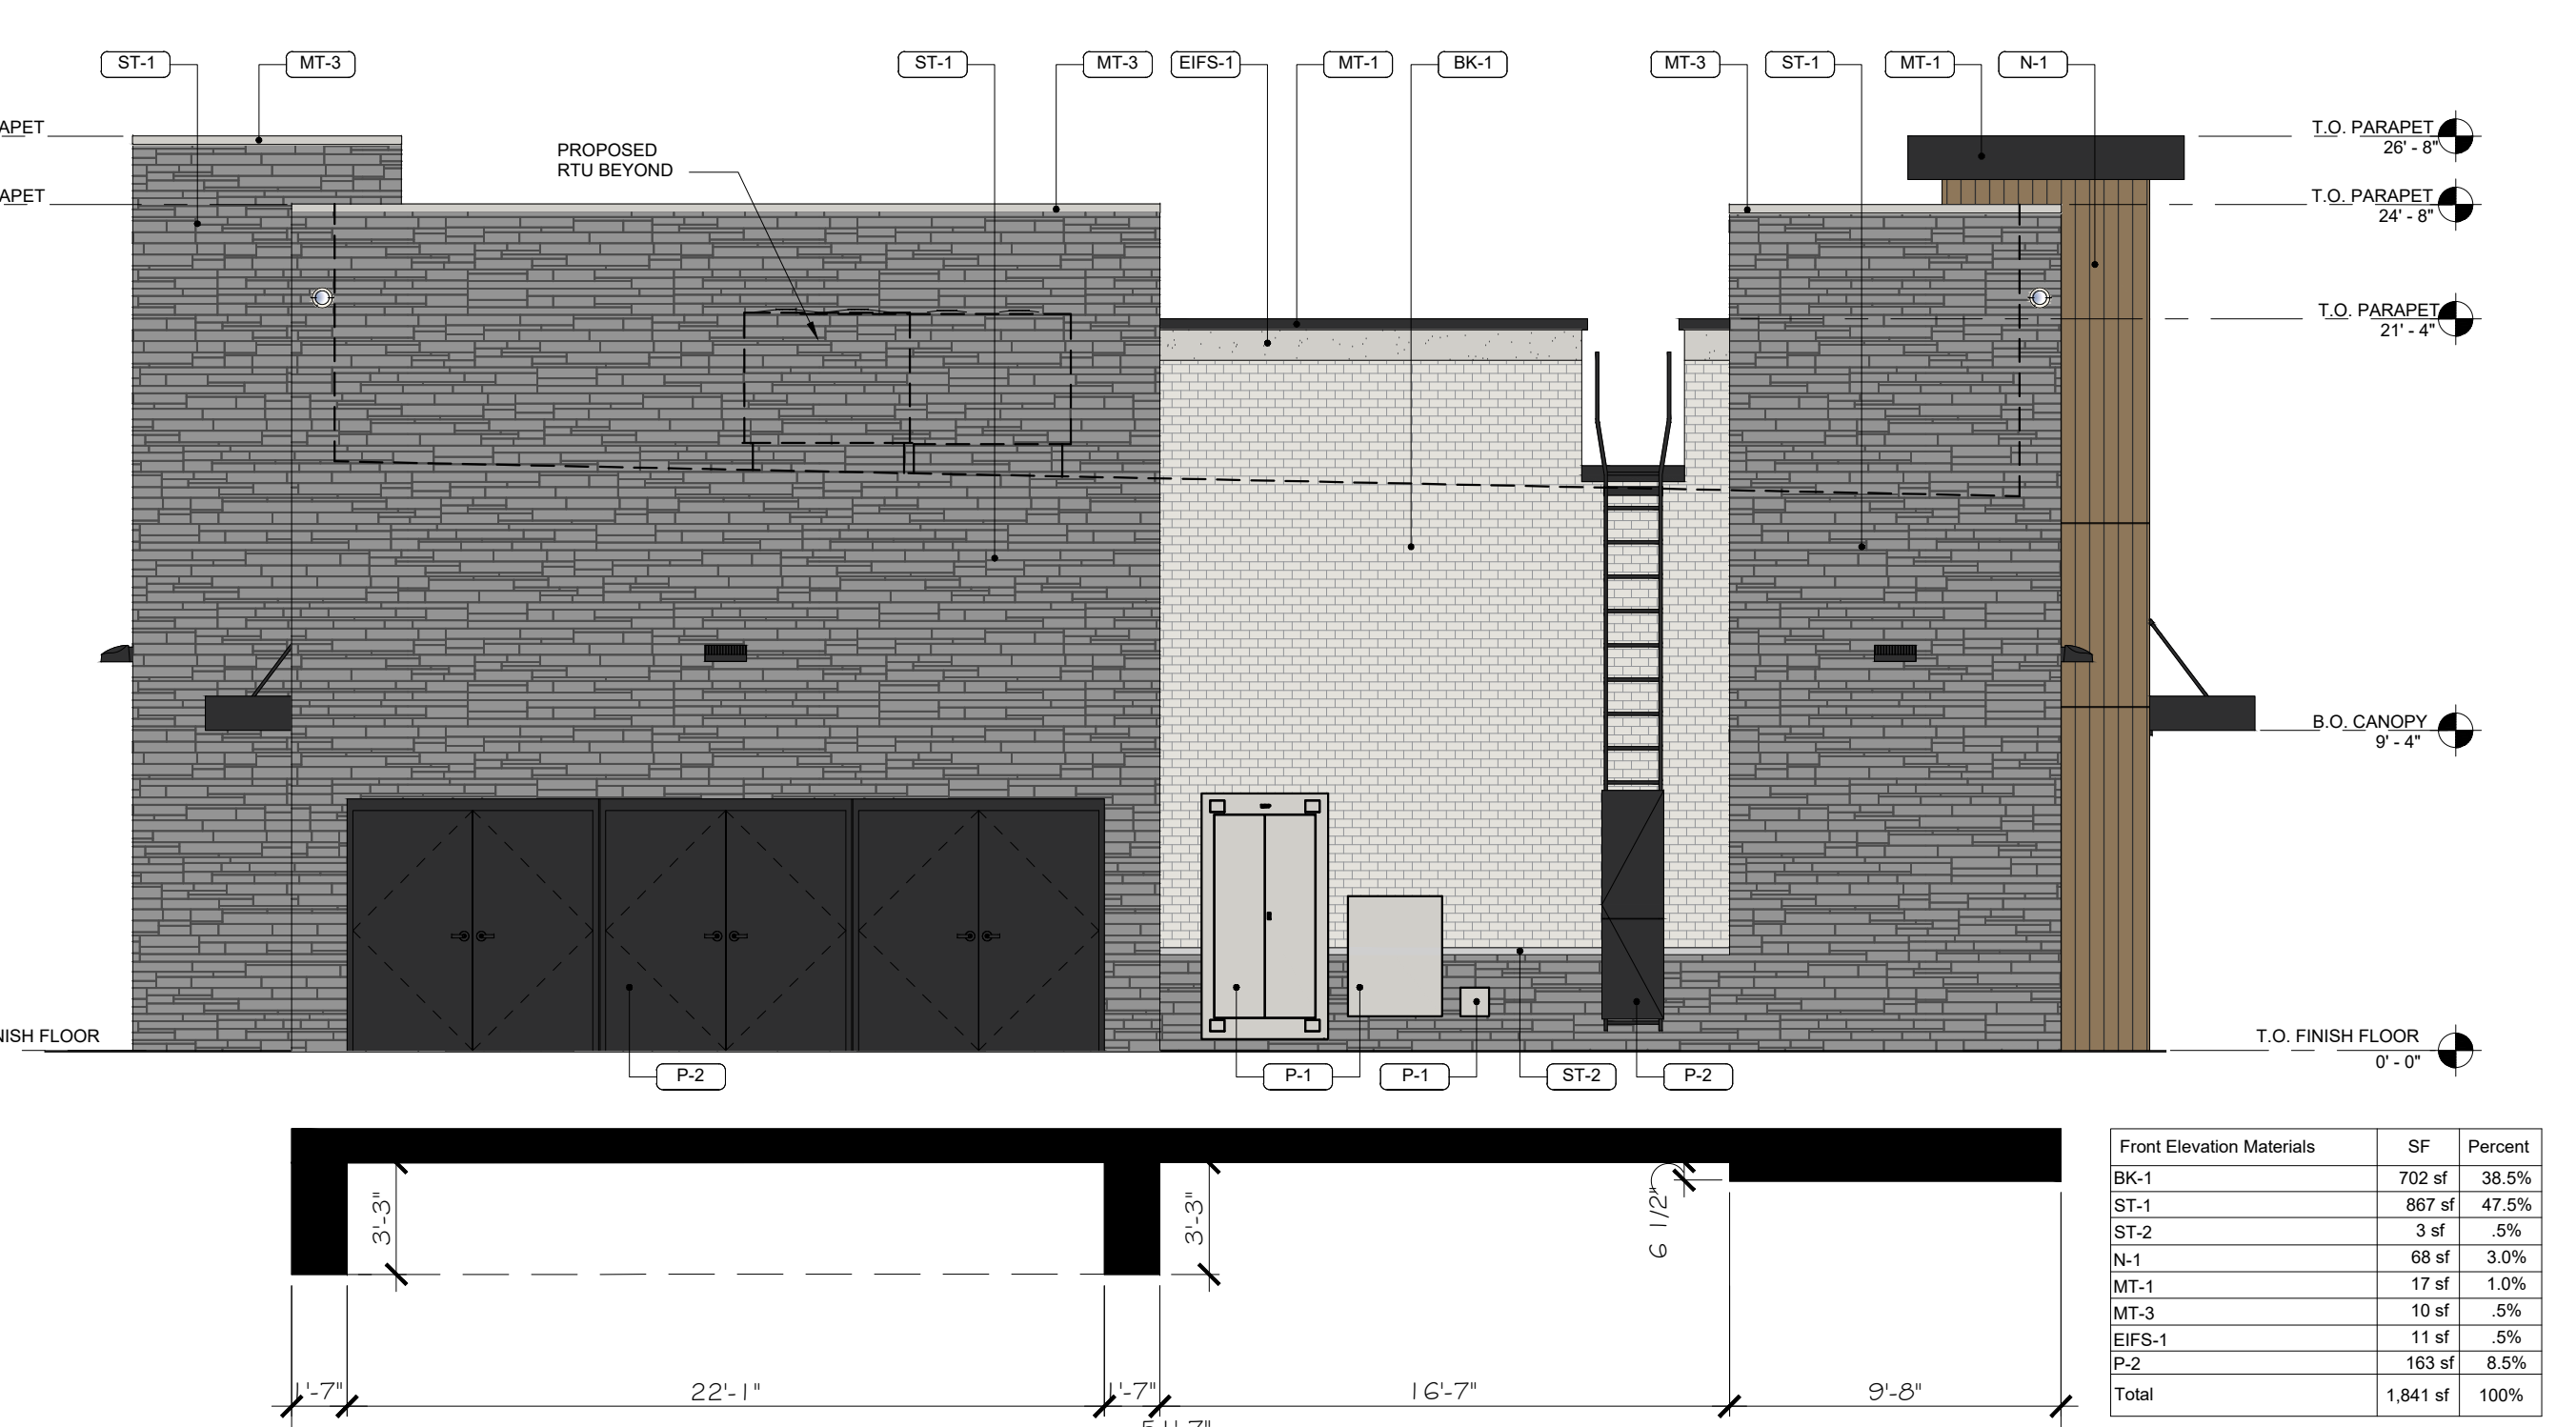 ST-1
MT-3
ST-1
MT-3
EIFS-1
MT-1
BK-1
MT-3
ST-1
MT-1
N-1
APET
APET
PROPOSED
RTU BEYOND
T.O. PARAPET
26' - 8"
T.O. PARAPET
24' - 8"
T.O. PARAPET
21' - 4"
B.O. CANOPY
9' - 4"
NISH FLOOR
T.O. FINISH FLOOR
0' - 0"
P-2
P-1
P-1
ST-2
P-2
3'-3"
3'-3"
6 1/2"
1'-7"
22'-1"
1'-7"
16'-7"
9'-8"
Front Elevation Materials SF Percent
BK-1 702 sf 38.5%
ST-1 867 sf 47.5%
ST-2 3 sf .5%
N-1 68 sf 3.0%
MT-1 17 sf 1.0%
MT-3 10 sf .5%
EIFS-1 11 sf .5%
P-2 163 sf 8.5%
Total 1,841 sf 100%